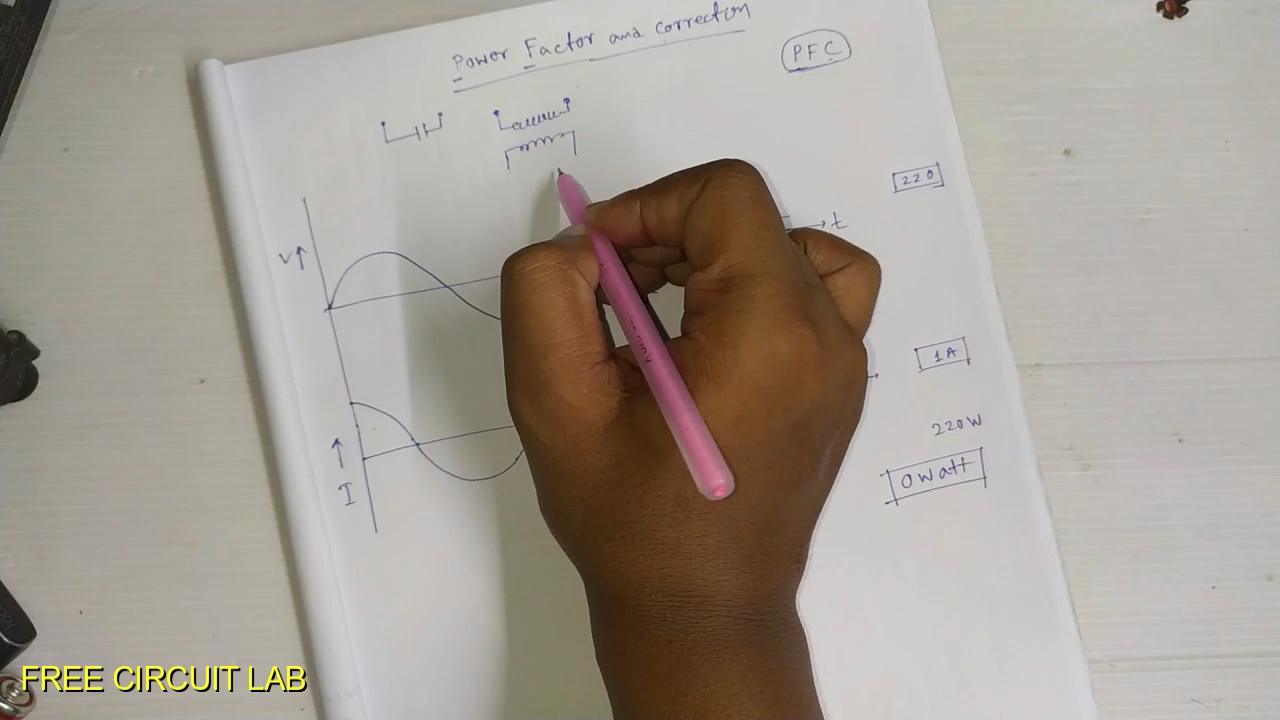 Power Factor and Correction
PFC
220
V
t
1A
220W
0 watt
I
FREE CIRCUIT LAB